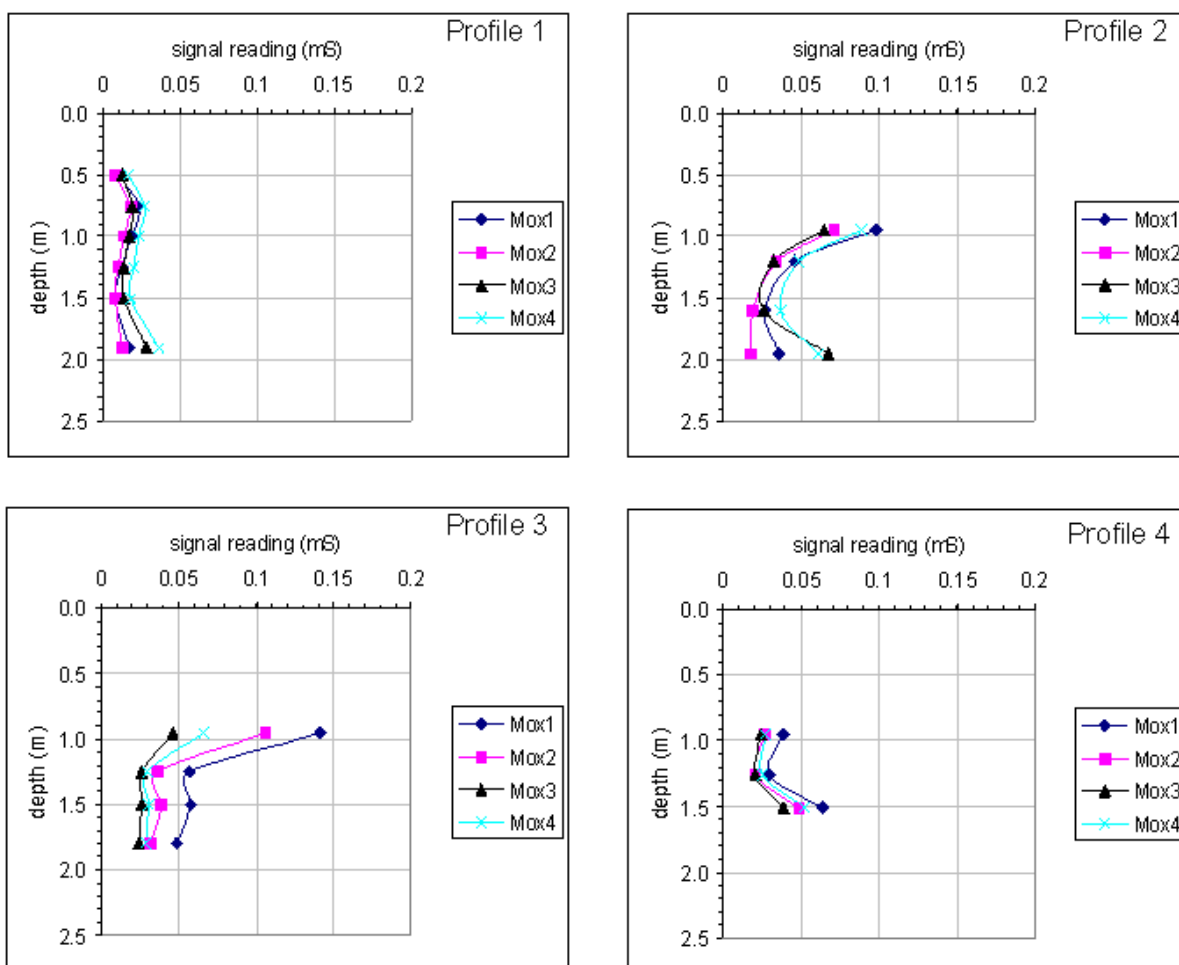 Profile 1
signal reading (mS)
0 0.05 0.1 0.15 0.2
0.0
0.5
1.0
1.5
2.0
2.5
depth (m)
Mox1
Mox2
Mox3
Mox4
Profile 2
signal reading (mS)
0 0.05 0.1 0.15 0.2
0.0
0.5
1.0
1.5
2.0
2.5
depth (m)
Mox1
Mox2
Mox3
Mox4
Profile 3
signal reading (mS)
0 0.05 0.1 0.15 0.2
0.0
0.5
1.0
1.5
2.0
2.5
depth (m)
Mox1
Mox2
Mox3
Mox4
Profile 4
signal reading (mS)
0 0.05 0.1 0.15 0.2
0.0
0.5
1.0
1.5
2.0
2.5
depth (m)
Mox1
Mox2
Mox3
Mox4